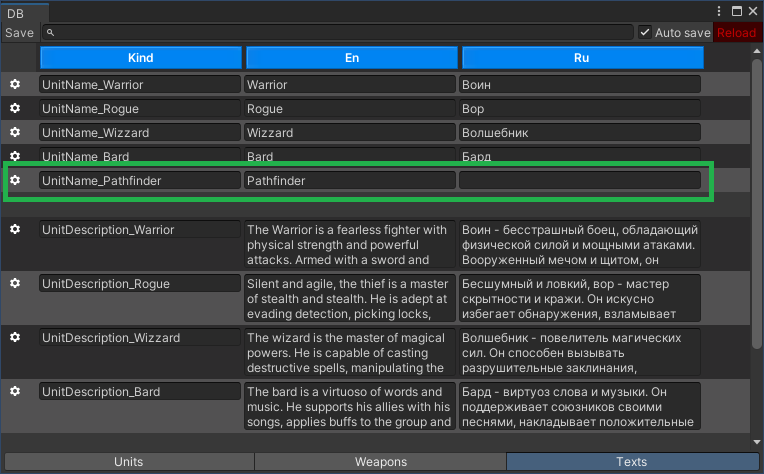 DB
Save
Auto save
Reload
Kind En Ru
UnitName_Warrior Warrior Воин
UnitName_Rogue Rogue Вор
UnitName_Wizzard Wizzard Волшебник
UnitName_Bard Bard Бард
UnitName_Pathfinder Pathfinder
UnitDescription_Warrior
The Warrior is a fearless fighter with
physical strength and powerful
attacks. Armed with a sword and
Воин - бесстрашный боец, обладающий
физической силой и мощными атаками.
Вооруженный мечом и щитом, он
UnitDescription_Rogue
Silent and agile, the thief is a master
of stealth and stealth. He is adept at
evading detection, picking locks,
Бесшумный и ловкий, вор - мастер
скрытности и кражи. Он искусно
избегает обнаружения, взламывает
UnitDescription_Wizzard
The wizard is the master of magical
powers. He is capable of casting
destructive spells, manipulating the
Волшебник - повелитель магических
сил. Он способен вызывать
разрушительные заклинания,
UnitDescription_Bard
The bard is a virtuoso of words and
music. He supports his allies with his
songs, applies buffs to the group and
Бард - виртуоз слова и музыки. Он
поддерживает союзников своими
песнями, накладывает положительные
Units Weapons Texts